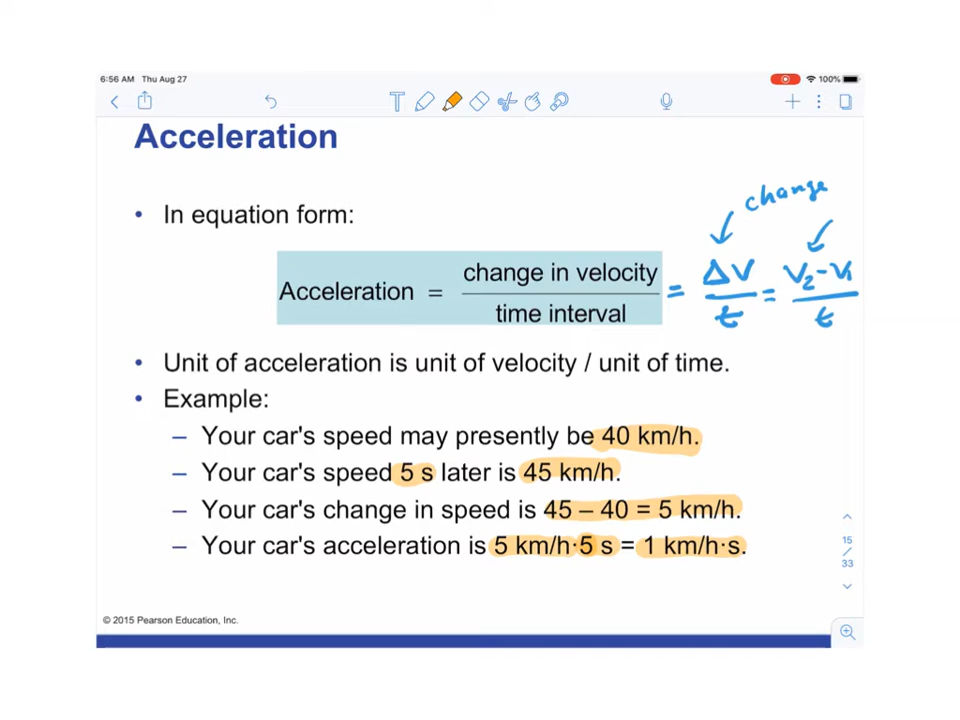 6:56 AM Thu Aug 27
100%
Acceleration
change
• In equation form:
Acceleration = change in velocity / time interval = ΔV / t = V₂-V₁ / t
• Unit of acceleration is unit of velocity / unit of time.
• Example:
– Your car's speed may presently be 40 km/h.
– Your car's speed 5 s later is 45 km/h.
– Your car's change in speed is 45 – 40 = 5 km/h.
– Your car's acceleration is 5 km/h·5 s = 1 km/h·s.
15
/
33
© 2015 Pearson Education, Inc.